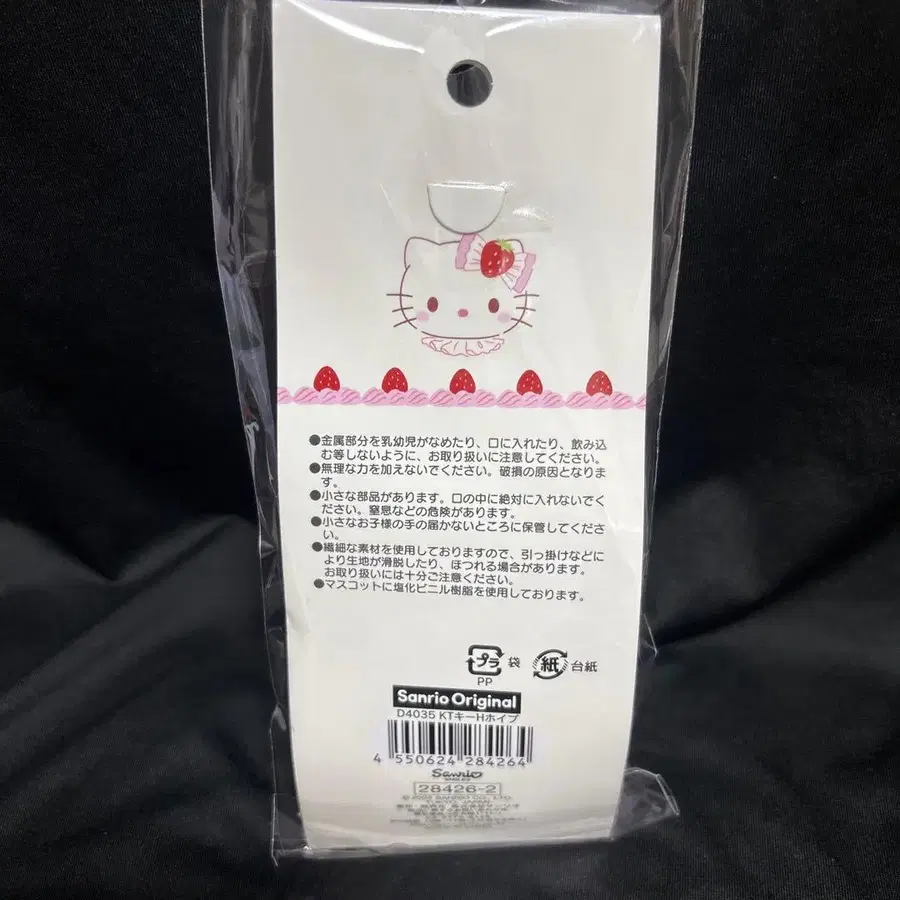 ●金属部分を乳幼児がなめたり、口に入れたり、飲み込
む等しないように、お取り扱いに注意してください。
●無理な力を加えないでください。破損の原因となりま
す。
●小さな部品があります。口の中に絶対に入れないでく
ださい。窒息などの危険があります。
●小さなお子様の手の届かないところに保管してくださ
い。
●繊細な素材を使用しておりますので、引っ掛けなどに
より生地が滑脱したり、ほつれる場合があります。
お取り扱いには十分ご注意ください。
●マスコットに塩化ビニル樹脂を使用しております。
プラ 袋 紙 台紙
PP
Sanrio Original
D4035 KTキーHホイプ
4 550624 284264
Sanrio
28426-2